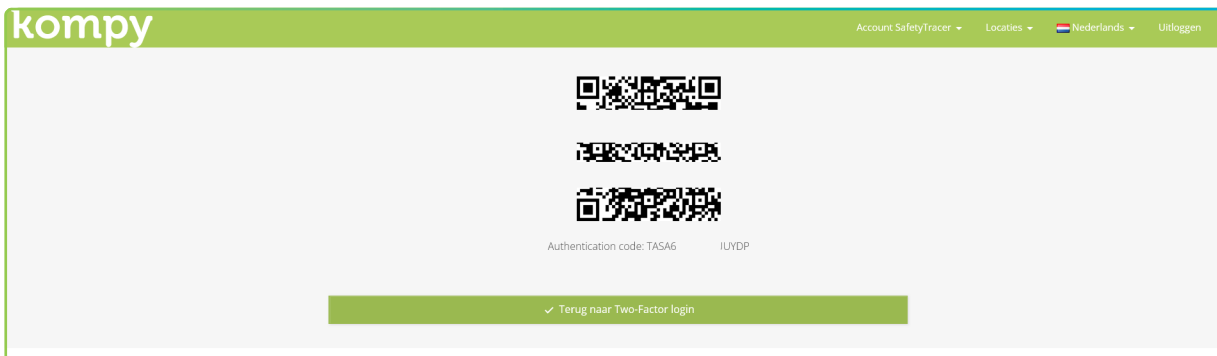 kompy
Account SafetyTracer Locaties Nederlands Uitloggen
Authentication code: TASA6 IUYDP
Terug naar Two-Factor login